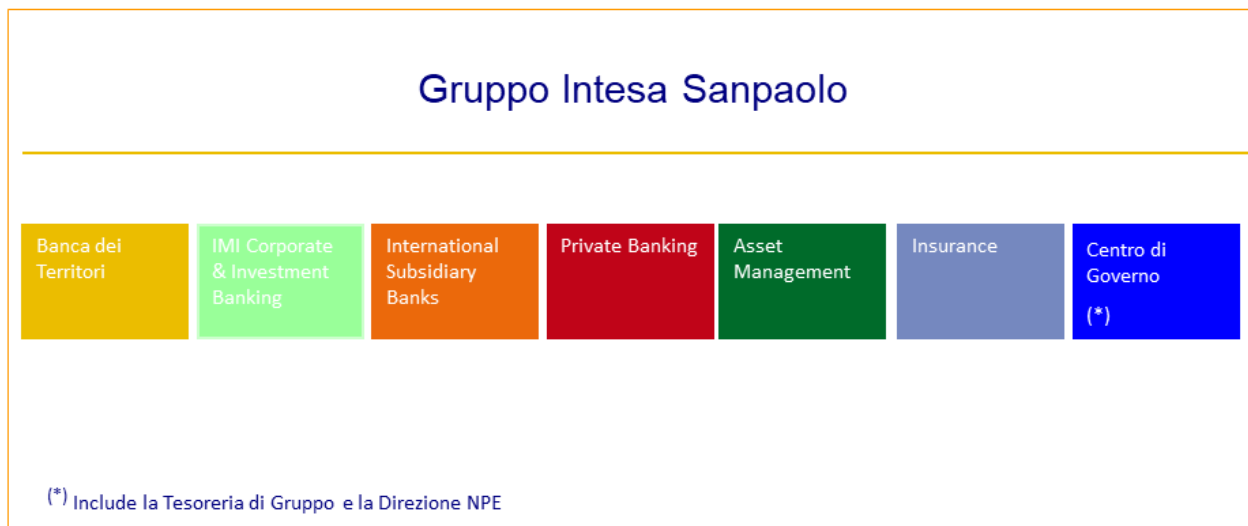 Gruppo Intesa Sanpaolo
Banca dei
Territori
IMI Corporate
& Investment
Banking
International
Subsidiary
Banks
Private Banking
Asset
Management
Insurance
Centro di
Governo
(*)
(*) Include la Tesoreria di Gruppo e la Direzione NPE